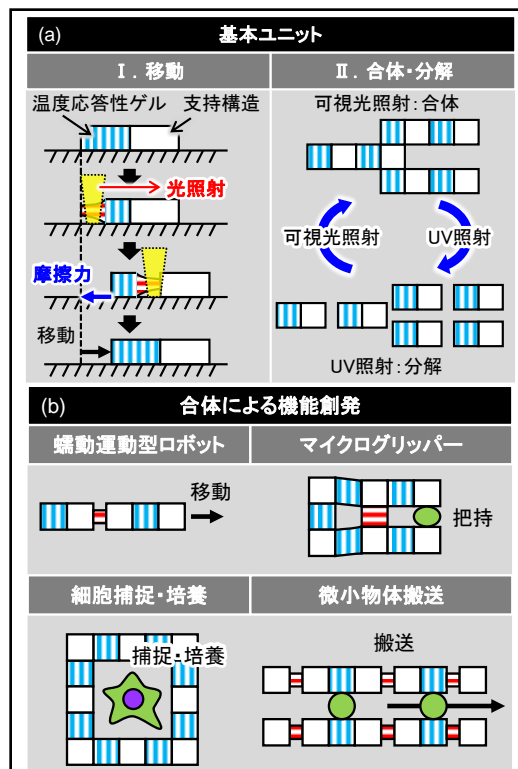 (a) 基本ユニット
Ⅰ．移動
温度応答性ゲル 支持構造
光照射
摩擦力
移動
Ⅱ．合体・分解
可視光照射：合体
可視光照射 UV照射
UV照射：分解
(b) 合体による機能創発
蠕動運動型ロボット
移動
マイクログリッパー
把持
細胞捕捉・培養
捕捉・培養
微小物体搬送
搬送